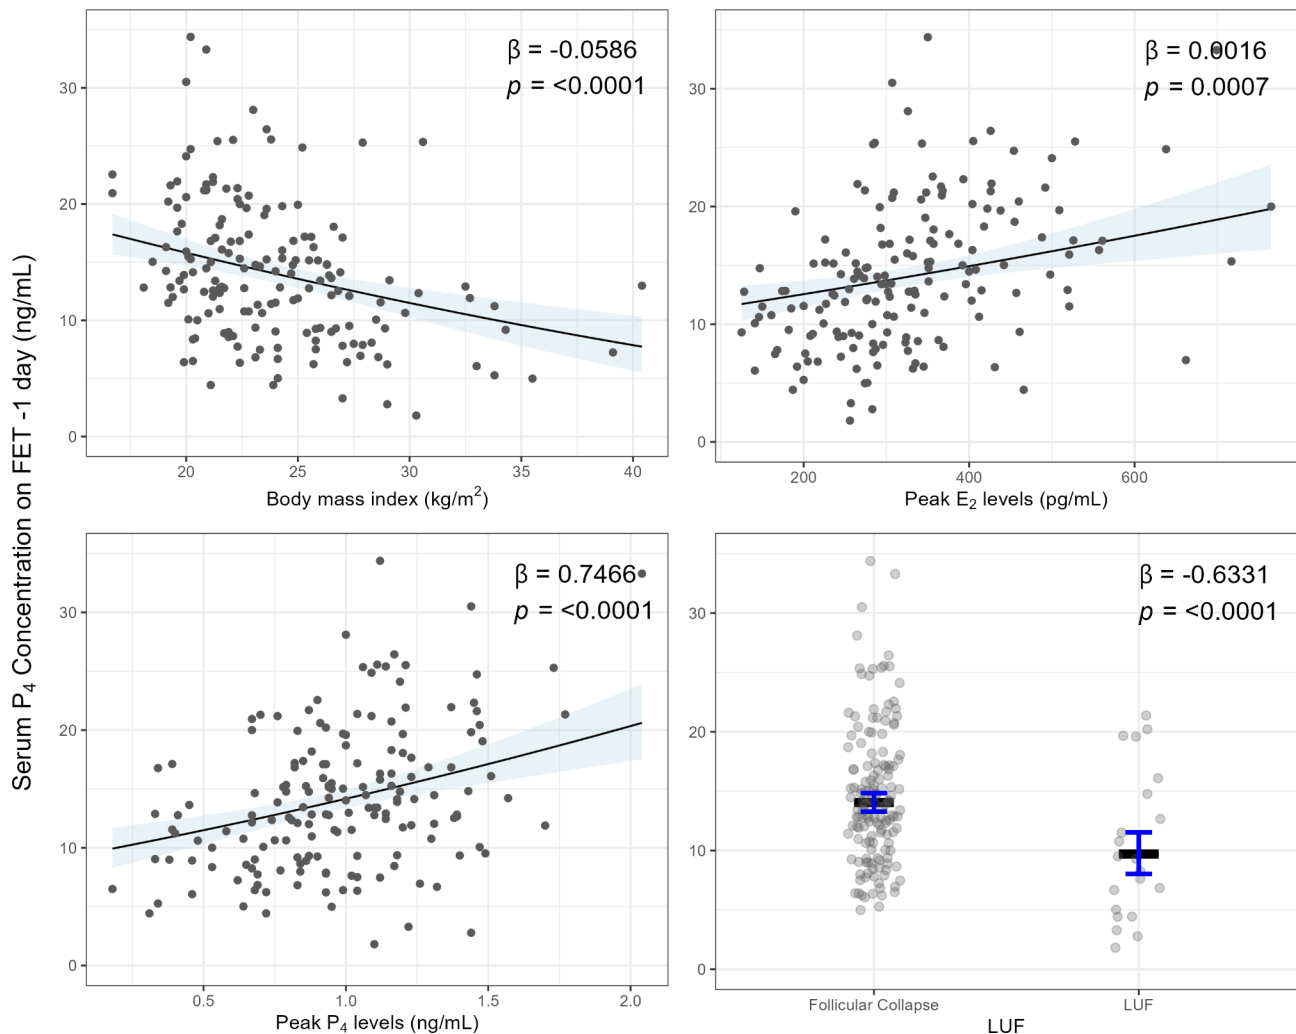 Serum P₄ Concentration on FET -1 day (ng/mL)
β = -0.0586
p = <0.0001
30
20
10
0
20 25 30 35 40
Body mass index (kg/m²)
β = 0.0016
p = 0.0007
30
20
10
0
200 400 600
Peak E₂ levels (pg/mL)
β = 0.7466
p = <0.0001
30
20
10
0
0.5 1.0 1.5 2.0
Peak P₄ levels (ng/mL)
β = -0.6331
p = <0.0001
30
20
10
0
Follicular Collapse LUF
LUF